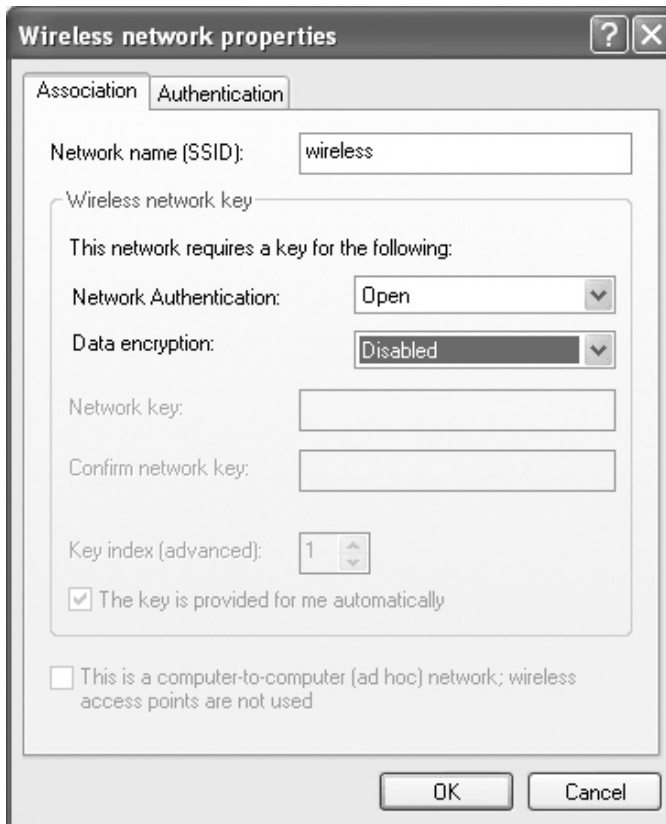 Wireless network properties
Association
Authentication
Network name (SSID):
wireless
Wireless network key
This network requires a key for the following:
Network Authentication:
Open
Data encryption:
Disabled
Network key:
Confirm network key:
Key index (advanced):
1
The key is provided for me automatically
This is a computer-to-computer (ad hoc) network; wireless
access points are not used
OK
Cancel